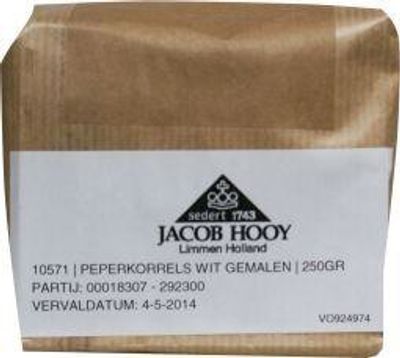 sedert 1743
JACOB HOOY
Limmen Holland
10571 | PEPERKORRELS WIT GEMALEN | 250GR
PARTIJ: 00018307 - 292300
VERVALDATUM: 4-5-2014
VO924974